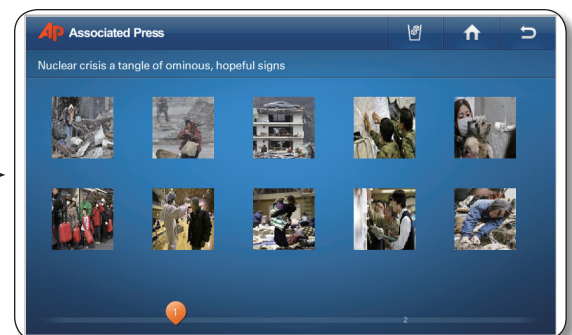 AP Associated Press
Nuclear crisis a tangle of ominous, hopeful signs
1
2